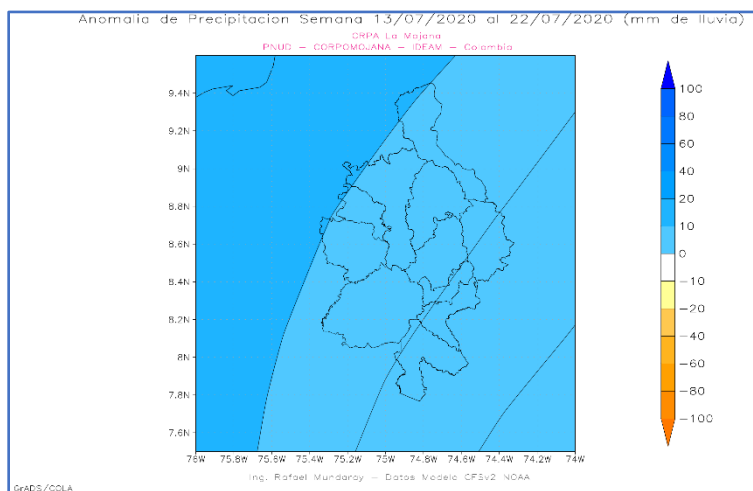 Anomalia de Precipitacion Semana 13/07/2020 al 22/07/2020 (mm de lluvia)
CRPA La Mojana
PNUD – CORPOMOJANA – IDEAM – Colombia
9.4N
9.2N
9N
8.8N
8.6N
8.4N
8.2N
8N
7.8N
7.6N
76W 75.8W 75.6W 75.4W 75.2W 75W 74.8W 74.6W 74.4W 74.2W 74W
100
80
60
40
20
10
0
−10
−20
−40
−60
−80
−100
Ing. Rafael Mundaray – Datos Modelo CFSv2 NOAA
GrADS/COLA